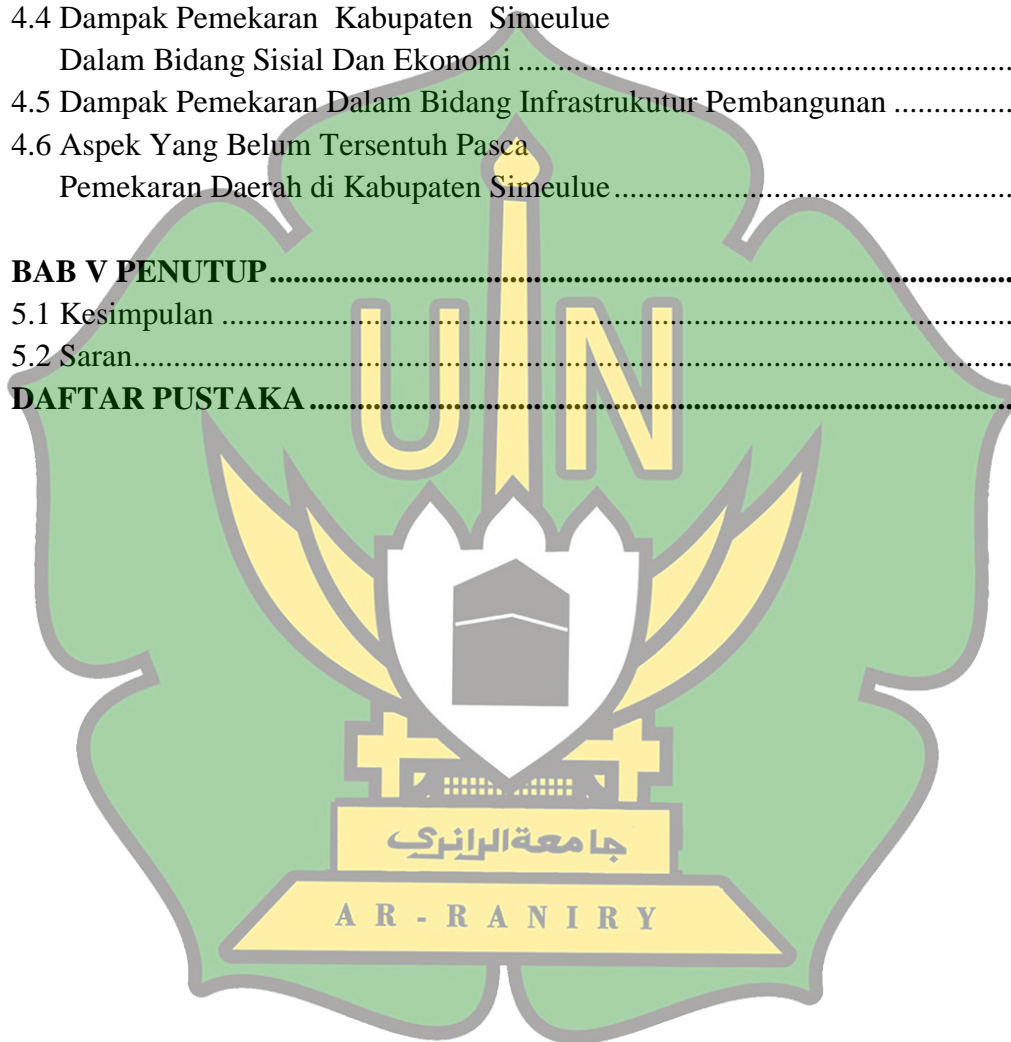 4.4 Dampak Pemekaran  Kabupaten  Simeulue
Dalam Bidang Sisial Dan Ekonomi ........................................................
4.5 Dampak Pemekaran Dalam Bidang Infrastrukutur Pembangunan .............
4.6 Aspek Yang Belum Tersentuh Pasca
Pemekaran Daerah di Kabupaten Simeulue..........................................
BAB V PENUTUP..............................................................................
5.1 Kesimpulan .................................................................................
5.2 Saran...........................................................................................
DAFTAR PUSTAKA ..........................................................................
U N
جامعة الرانري
A R - R A N I R Y